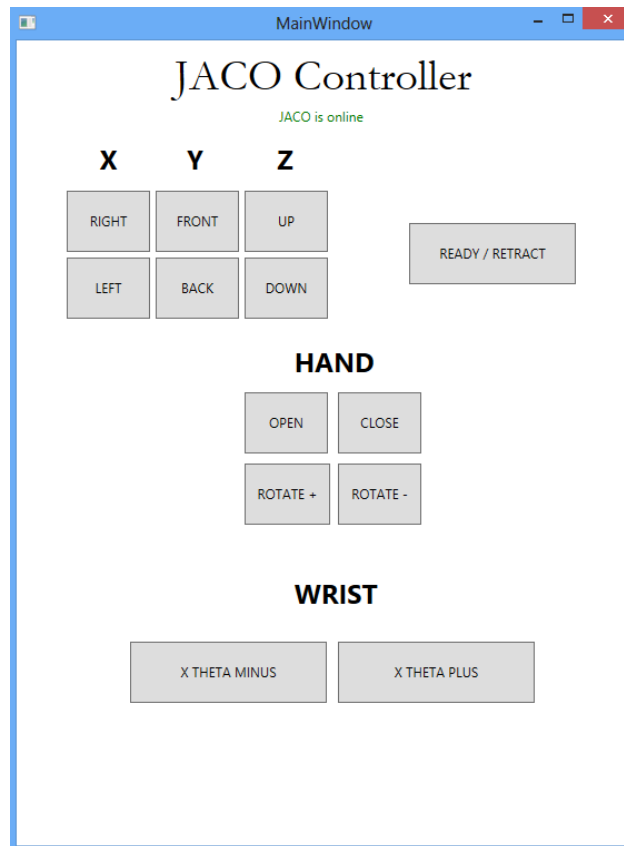 MainWindow
JACO Controller
JACO is online
X Y Z
RIGHT FRONT UP
READY / RETRACT
LEFT BACK DOWN
HAND
OPEN CLOSE
ROTATE + ROTATE -
WRIST
X THETA MINUS X THETA PLUS